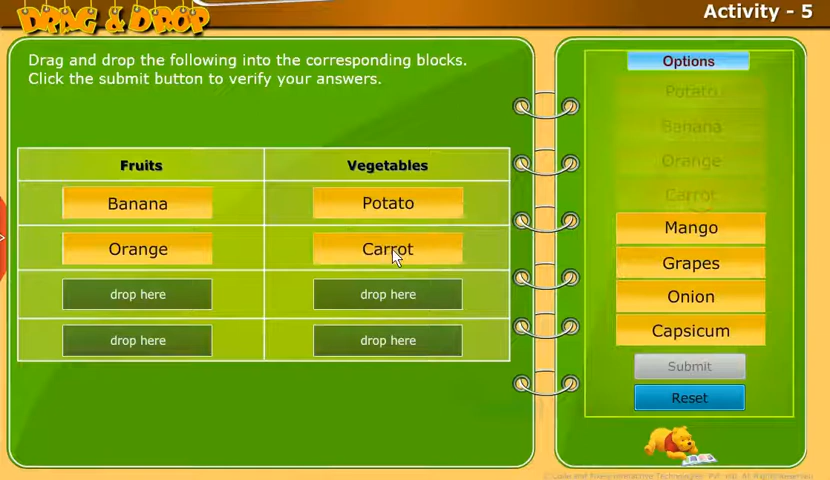 DRAG & DROP
Activity - 5
Drag and drop the following into the corresponding blocks.
Click the submit button to verify your answers.
Fruits
Vegetables
Banana
Potato
Orange
Carrot
drop here
drop here
drop here
drop here
Options
Potato
Banana
Orange
Carrot
Mango
Grapes
Onion
Capsicum
Submit
Reset